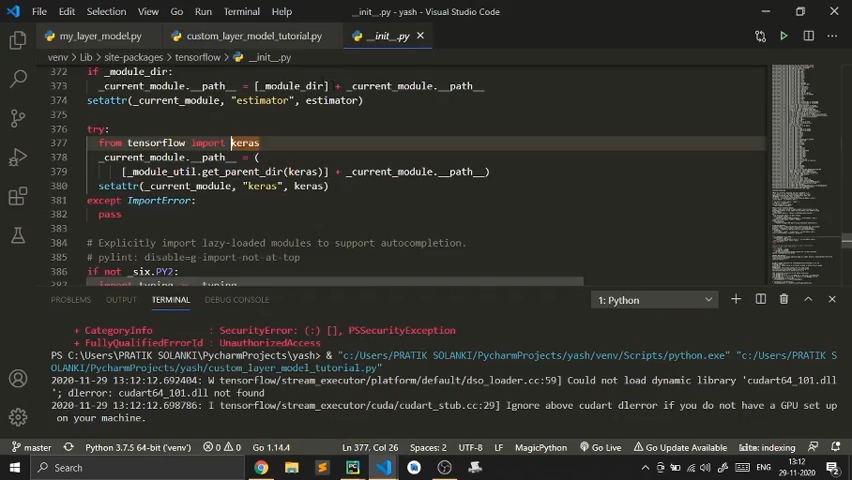 File Edit Selection View Go Run Terminal Help __init__.py - yash - Visual Studio Code
my_layer_model.py custom_layer_model_tutorial.py __init__.py
venv > Lib > site-packages > tensorflow > __init__.py
372 if _module_dir:
373 _current_module.__path__ = [_module_dir] + _current_module.__path__
374 setattr(_current_module, "estimator", estimator)
375
376 try:
377 from tensorflow import keras
378 _current_module.__path__ = (
379 [_module_util.get_parent_dir(keras)] + _current_module.__path__)
380 setattr(_current_module, "keras", keras)
381 except ImportError:
382 pass
383
384 # Explicitly import lazy-loaded modules to support autocompletion.
385 # pylint: disable=g-import-not-at-top
386 if not _six.PY2:
387 import typing
PROBLEMS OUTPUT TERMINAL DEBUG CONSOLE 1: Python
+ CategoryInfo : SecurityError: (:) [], PSSecurityException
+ FullyQualifiedErrorId : UnauthorizedAccess
PS C:\Users\PRATIK SOLANKI\PycharmProjects\yash> & "c:/Users/PRATIK SOLANKI/PycharmProjects/yash/venv/Scripts/python.exe" "c:/Users/PRATIK S
OLANKI/PycharmProjects/yash/custom_layer_model_tutorial.py"
2020-11-29 13:12:12.692404: W tensorflow/stream_executor/platform/default/dso_loader.cc:59] Could not load dynamic library 'cudart64_101.dll
'; dlerror: cudart64_101.dll not found
2020-11-29 13:12:12.698786: I tensorflow/stream_executor/cuda/cudart_stub.cc:29] Ignore above cudart dlerror if you do not have a GPU set up
on your machine.
master Python 3.7.5 64-bit ('venv') 0 0 Go 1.14.4 Ln 377, Col 26 Spaces: 2 UTF-8 LF MagicPython Go Live Go Update Available lite: indexing
Search ENG 13:12
29-11-2020 2